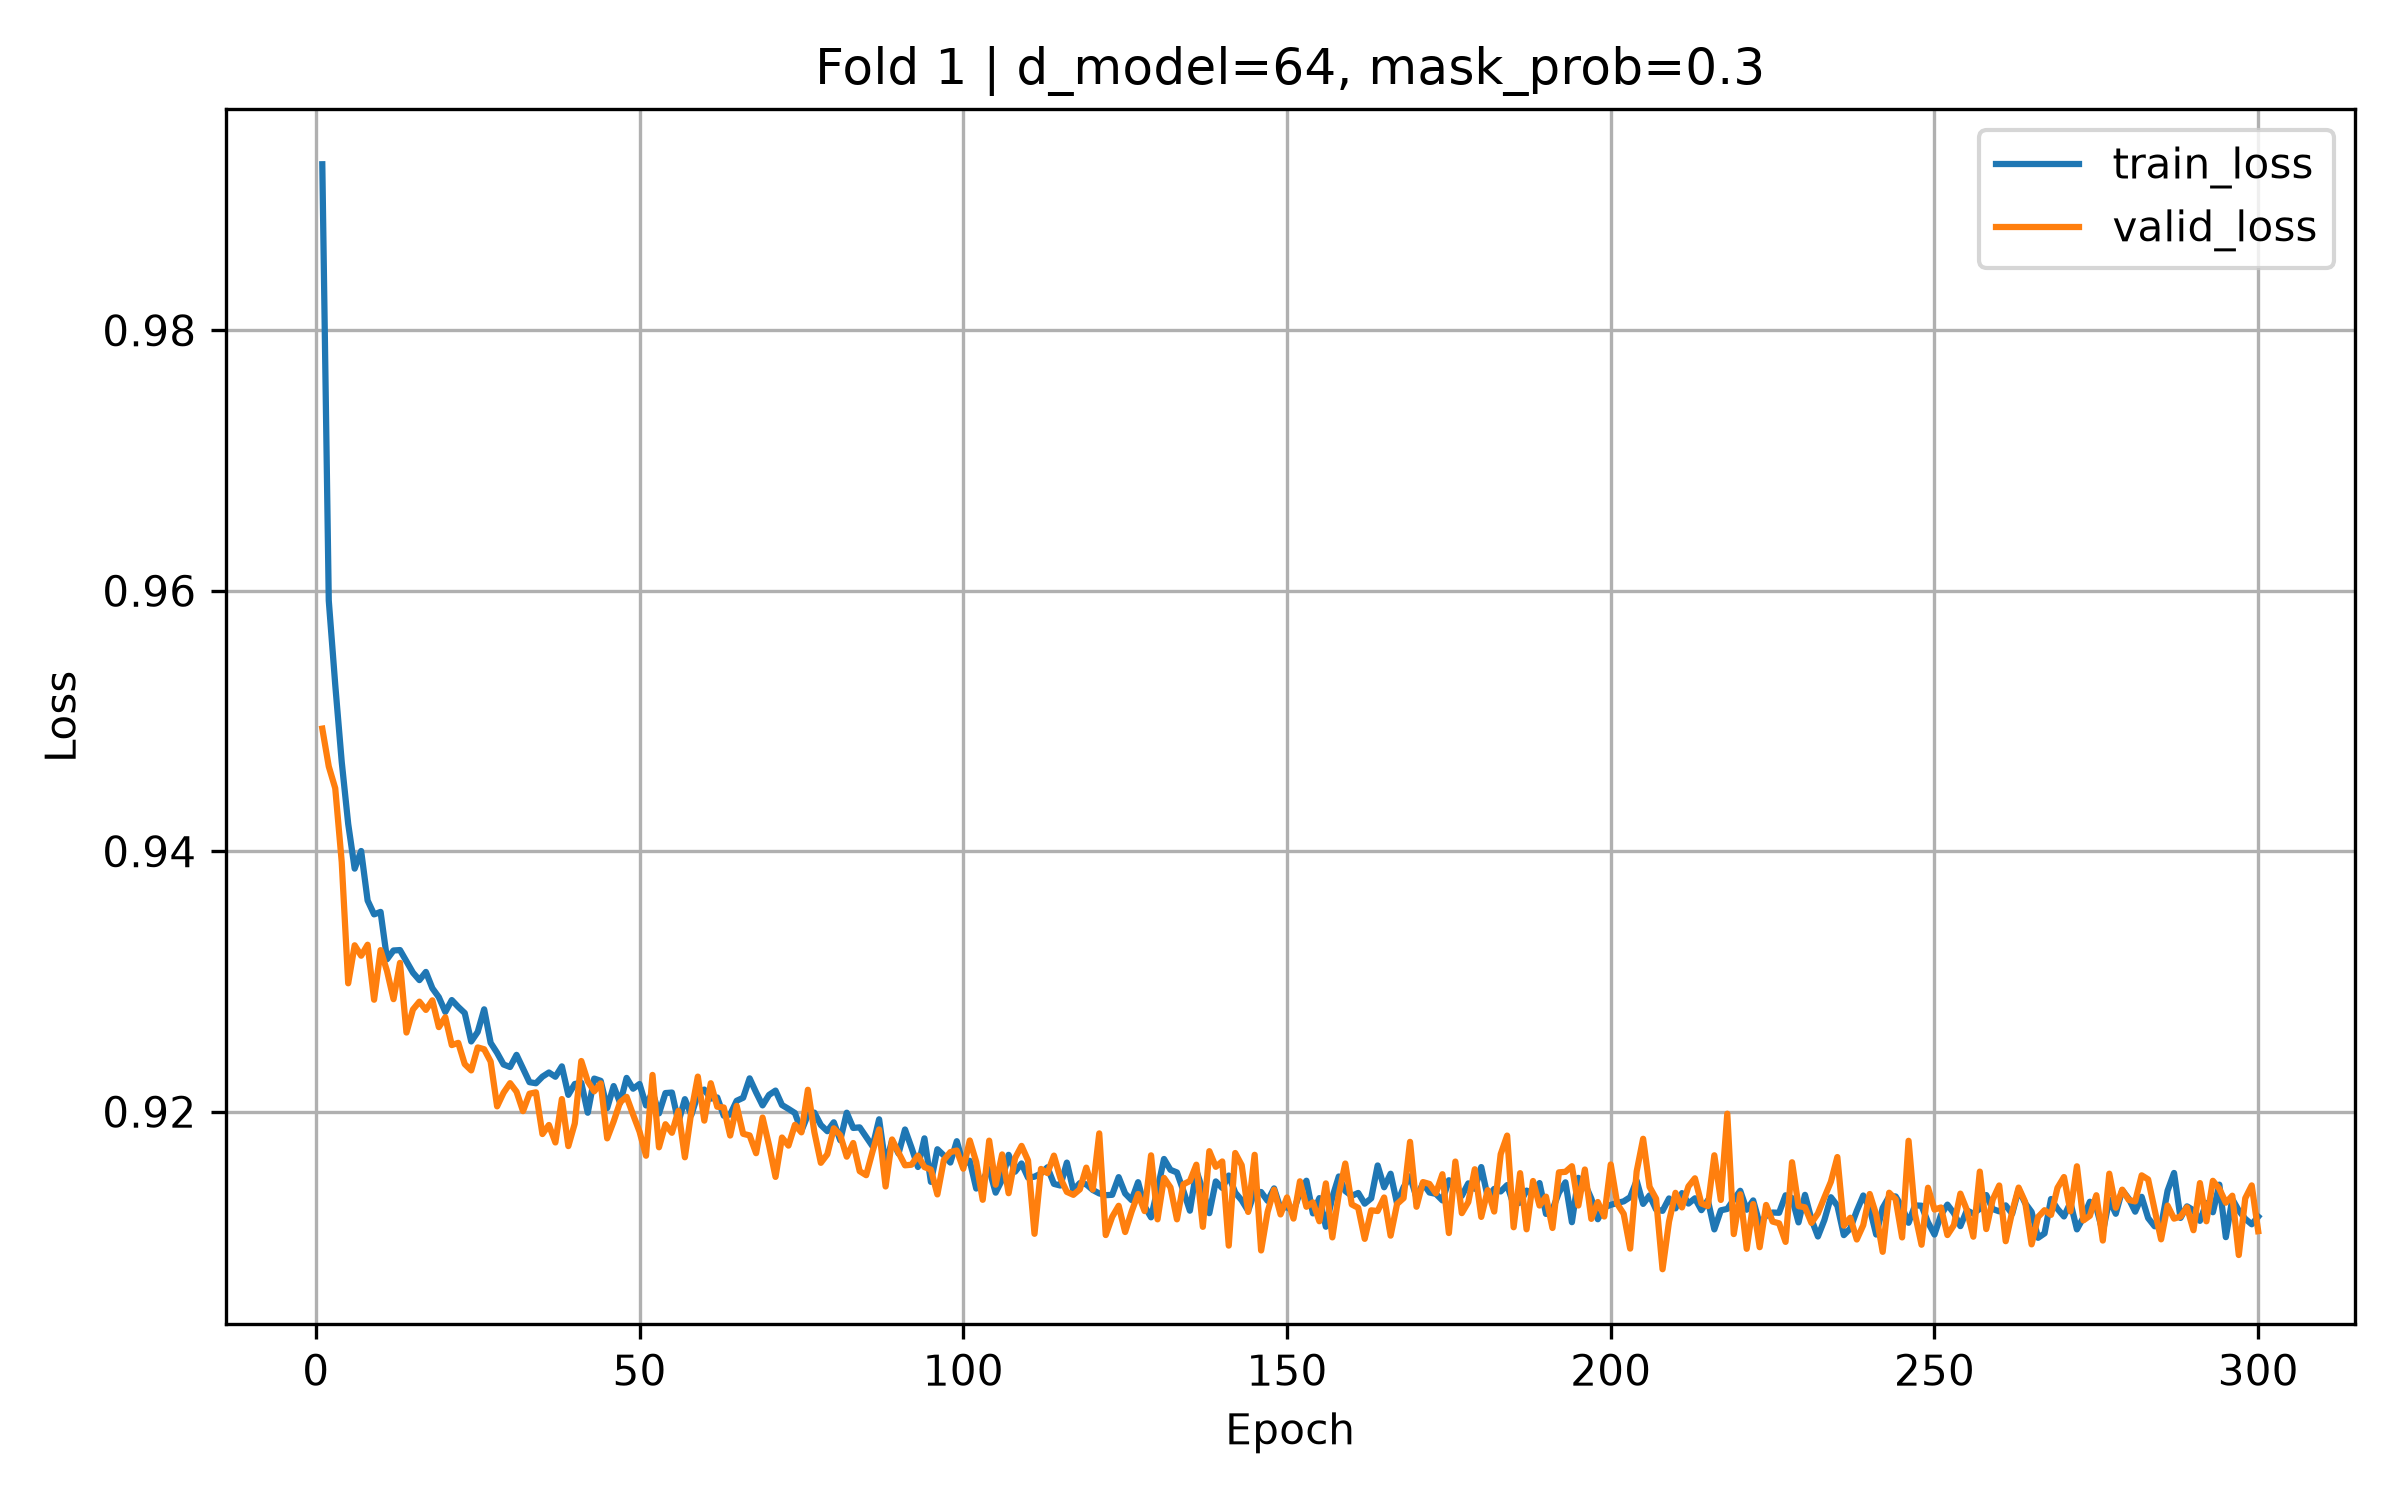 Fold 1 | d_model=64, mask_prob=0.3
train_loss
valid_loss
0.98
0.96
0.94
0.92
Loss
0 50 100 150 200 250 300
Epoch